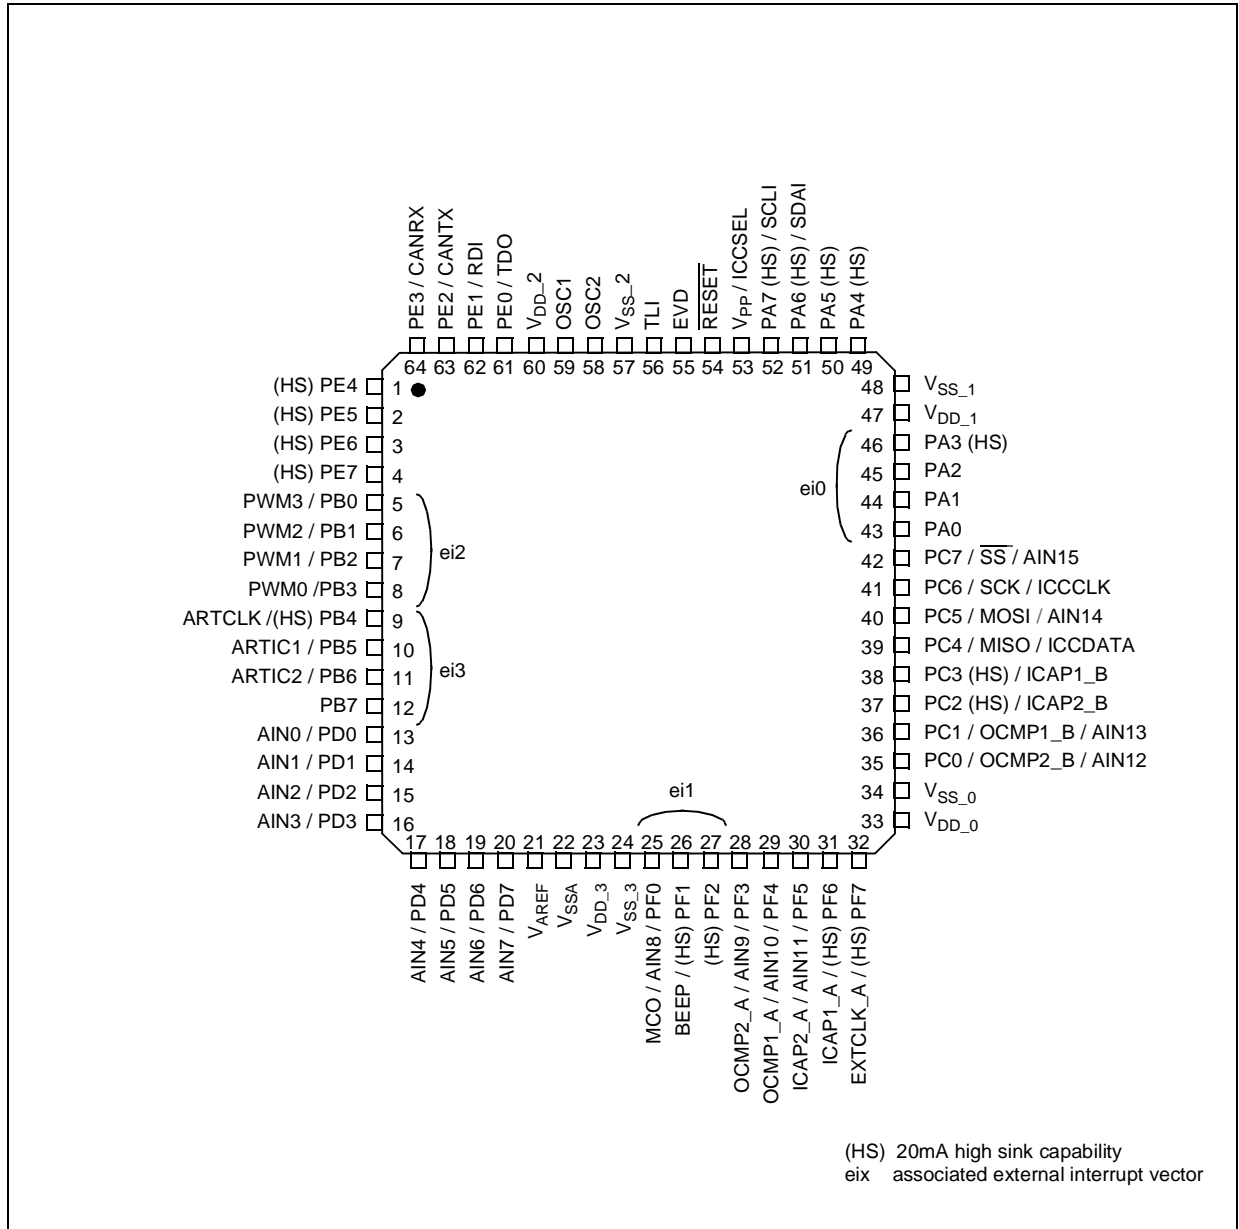 PE3 / CANRX
PE2 / CANTX
PE1 / RDI
PE0 / TDO
VDD_2
OSC1
OSC2
VSS_2
TLI
EVD
RESET
VPP / ICCSEL
PA7 (HS) / SCLI
PA6 (HS) / SDAI
PA5 (HS)
PA4 (HS)
64 63 62 61 60 59 58 57 56 55 54 53 52 51 50 49
(HS) PE4 1
(HS) PE5 2
(HS) PE6 3
(HS) PE7 4
PWM3 / PB0 5
PWM2 / PB1 6
PWM1 / PB2 7
PWM0 /PB3 8
ei2
ARTCLK /(HS) PB4 9
ARTIC1 / PB5 10
ARTIC2 / PB6 11
PB7 12
ei3
AIN0 / PD0 13
AIN1 / PD1 14
AIN2 / PD2 15
AIN3 / PD3 16
48 VSS_1
47 VDD_1
46 PA3 (HS)
45 PA2
44 PA1
43 PA0
ei0
42 PC7 / SS / AIN15
41 PC6 / SCK / ICCCLK
40 PC5 / MOSI / AIN14
39 PC4 / MISO / ICCDATA
38 PC3 (HS) / ICAP1_B
37 PC2 (HS) / ICAP2_B
36 PC1 / OCMP1_B / AIN13
35 PC0 / OCMP2_B / AIN12
34 VSS_0
33 VDD_0
ei1
17 18 19 20 21 22 23 24 25 26 27 28 29 30 31 32
AIN4 / PD4
AIN5 / PD5
AIN6 / PD6
AIN7 / PD7
VAREF
VSSA
VDD_3
VSS_3
MCO / AIN8 / PF0
BEEP / (HS) PF1
(HS) PF2
OCMP2_A / AIN9 / PF3
OCMP1_A / AIN10 / PF4
ICAP2_A / AIN11 / PF5
ICAP1_A / (HS) PF6
EXTCLK_A / (HS) PF7
(HS) 20mA high sink capability
eix associated external interrupt vector